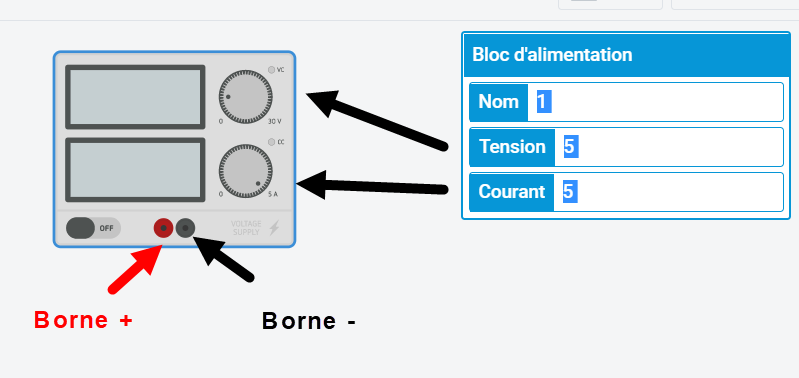 Bloc d'alimentation
Nom 1
Tension 5
Courant 5
VC
0 30 V
CC
0 5 A
OFF
VOLTAGE
SUPPLY
Borne +
Borne -